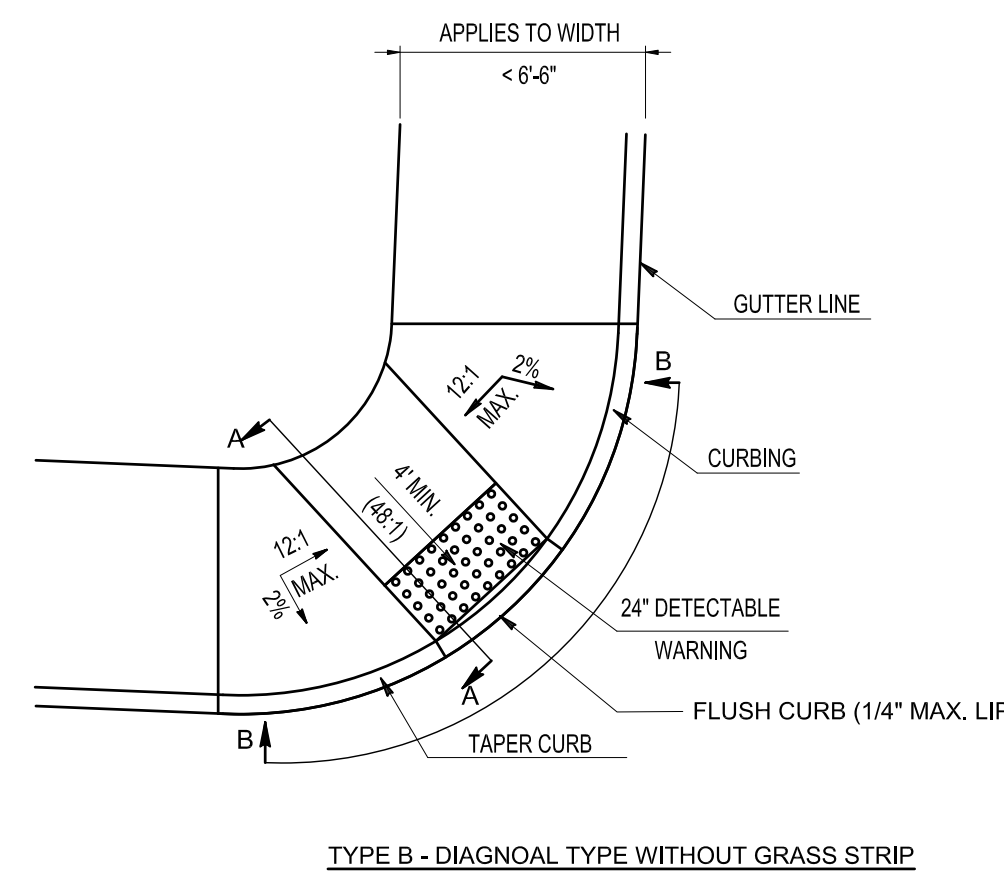 APPLIES TO WIDTH
< 6'-6"
GUTTER LINE
B
12:1
MAX.
2%
A
CURBING
4' MIN.
(48:1)
12:1
MAX.
2%
24" DETECTABLE
WARNING
A
FLUSH CURB (1/4" MAX. LIP
B
TAPER CURB
TYPE B - DIAGNOAL TYPE WITHOUT GRASS STRIP